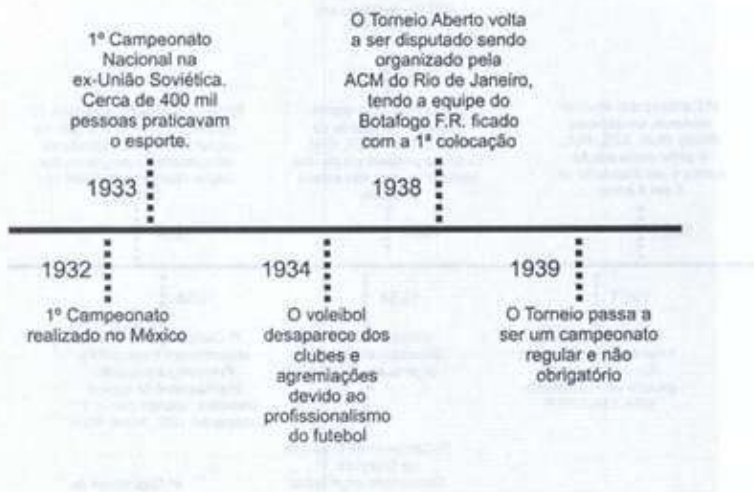 1º Campeonato
Nacional na
ex-União Soviética.
Cerca de 400 mil
pessoas praticavam
o esporte.
1933
O Torneio Aberto volta
a ser disputado sendo
organizado pela
ACM do Rio de Janeiro,
tendo a equipe do
Botafogo F.R. ficado
com a 1ª colocação
1938
1932
1º Campeonato
realizado no México
1934
O voleibol
desaparece dos
clubes e
agremiações
devido ao
profissionalismo
do futebol
1939
O Torneio passa a
ser um campeonato
regular e não
obrigatório